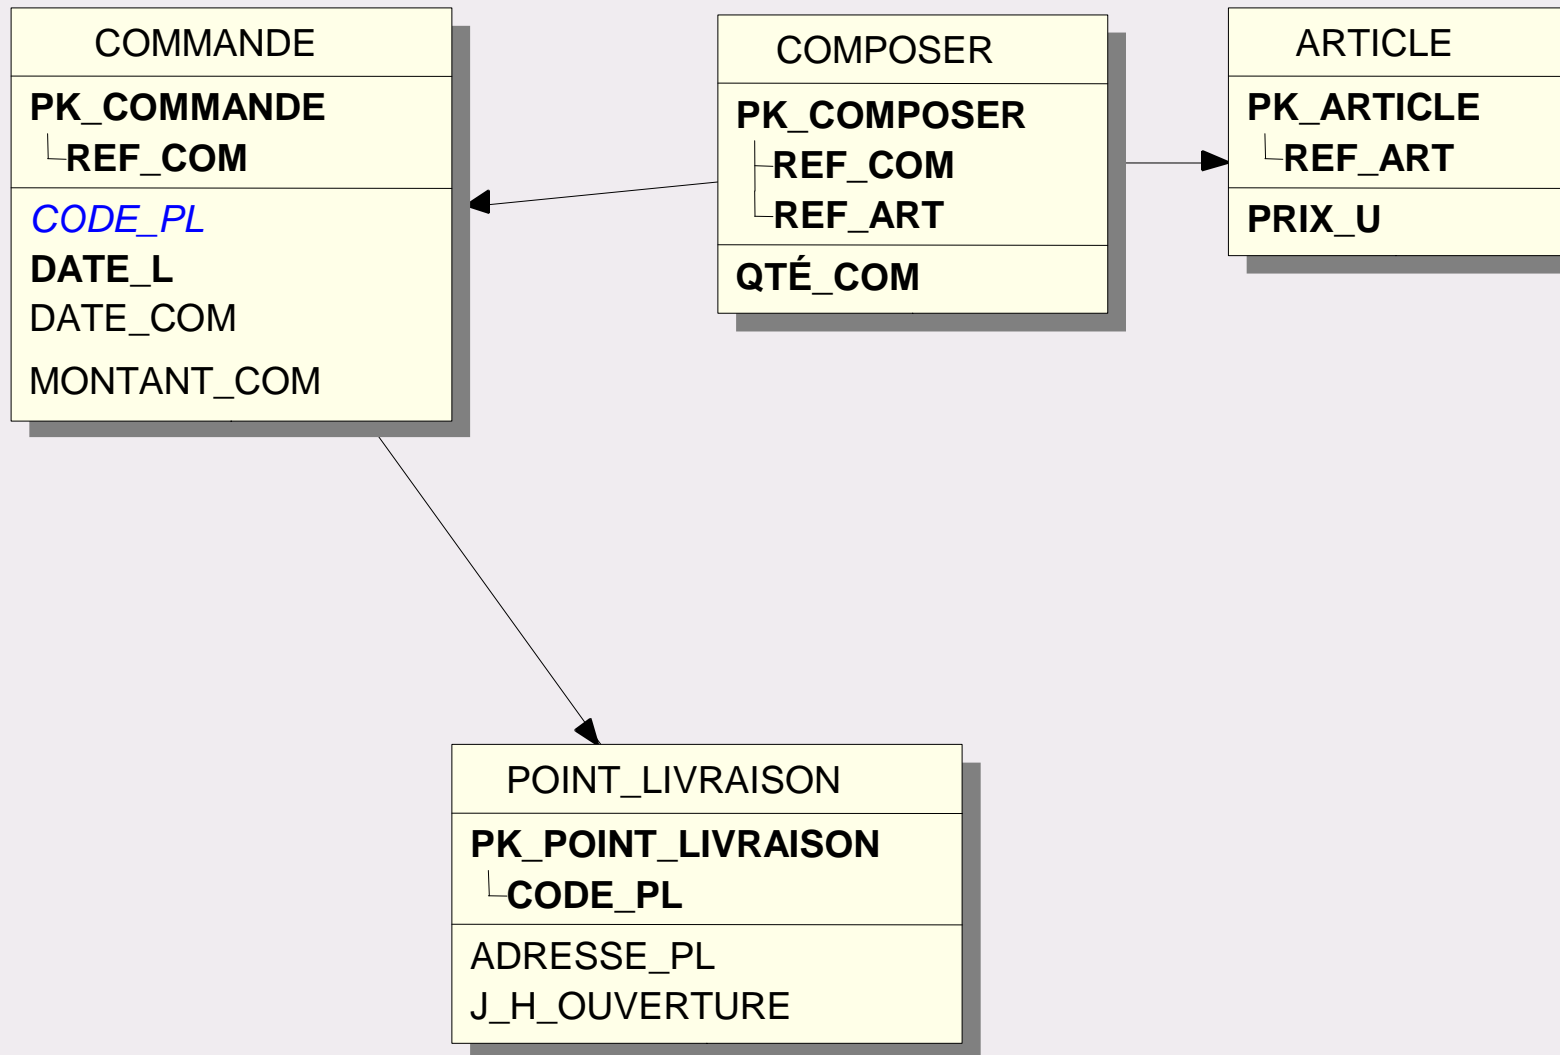 COMMANDE
PK_COMMANDE
REF_COM
CODE_PL
DATE_L
DATE_COM
MONTANT_COM
COMPOSER
PK_COMPOSER
REF_COM
REF_ART
QTÉ_COM
ARTICLE
PK_ARTICLE
REF_ART
PRIX_U
POINT_LIVRAISON
PK_POINT_LIVRAISON
CODE_PL
ADRESSE_PL
J_H_OUVERTURE